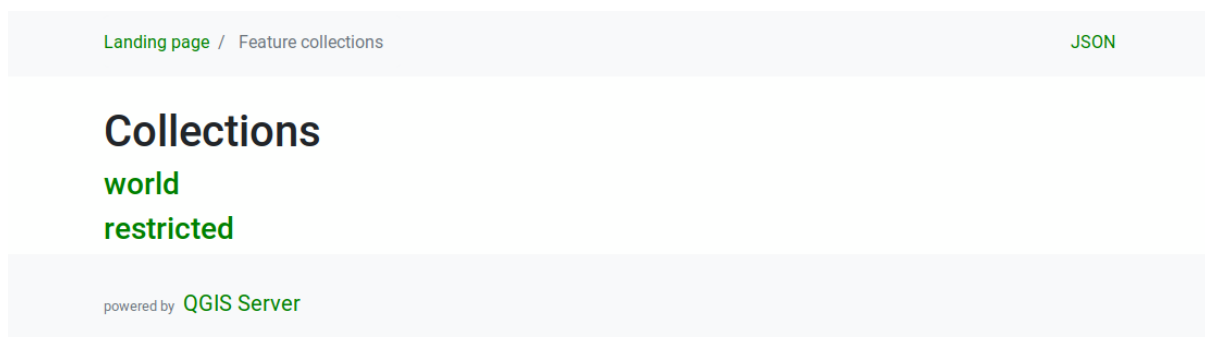 Landing page / Feature collections JSON
Collections
world
restricted
powered by QGIS Server